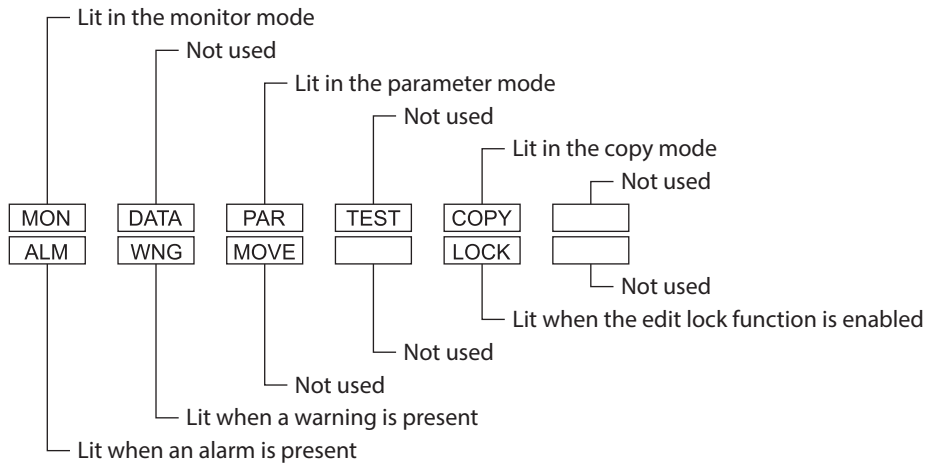 Lit in the monitor mode
Not used
Lit in the parameter mode
Not used
Lit in the copy mode
Not used
MON DATA PAR TEST COPY
ALM WNG MOVE LOCK
Not used
Lit when the edit lock function is enabled
Not used
Not used
Lit when a warning is present
Lit when an alarm is present